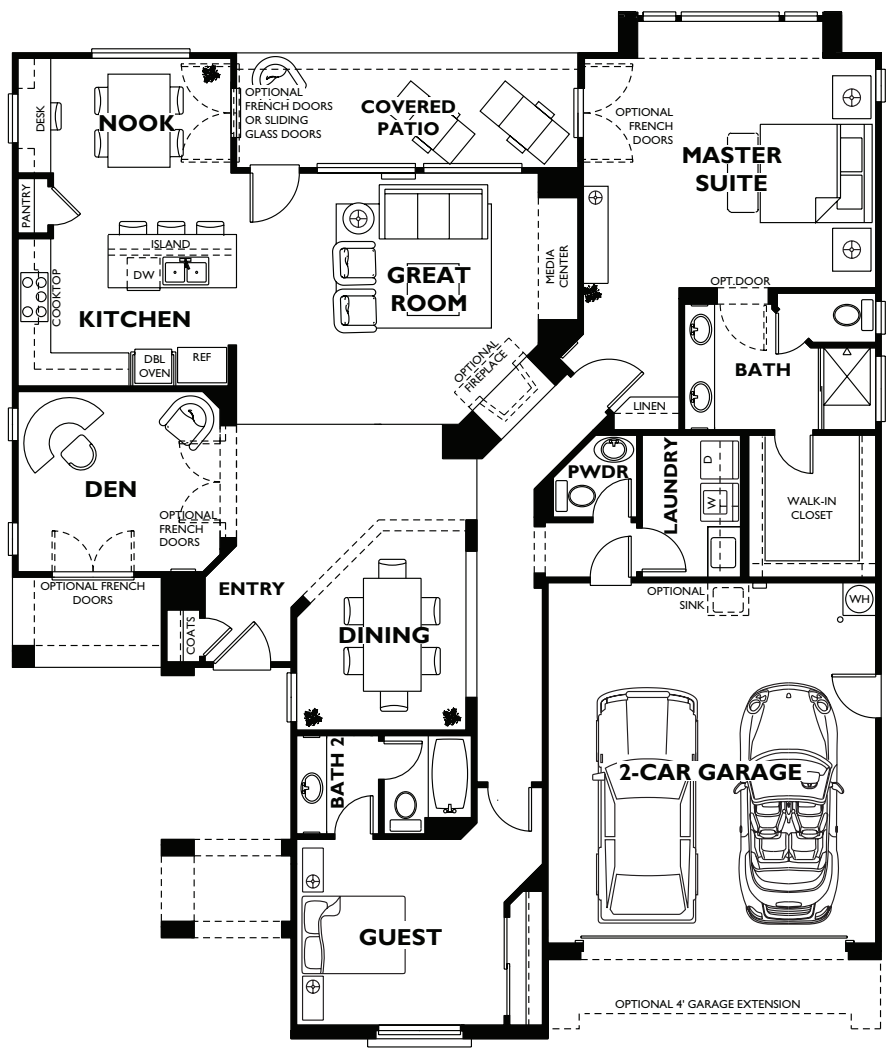 DESK
NOOK
OPTIONAL
FRENCH DOORS
OR SLIDING
GLASS DOORS
COVERED
PATIO
OPTIONAL
FRENCH
DOORS
MASTER
SUITE
PANTRY
ISLAND
DW
COOKTOP
KITCHEN
GREAT
ROOM
MEDIA
CENTER
OPT.DOOR
DBL
OVEN
REF
OPTIONAL
FIREPLACE
BATH
LINEN
DEN
OPTIONAL
FRENCH
DOORS
PWDR
LAUNDRY
D
W
WALK-IN
CLOSET
OPTIONAL FRENCH
DOORS
ENTRY
COATS
DINING
OPTIONAL
SINK
WH
BATH 2
2-CAR GARAGE
GUEST
OPTIONAL 4' GARAGE EXTENSION